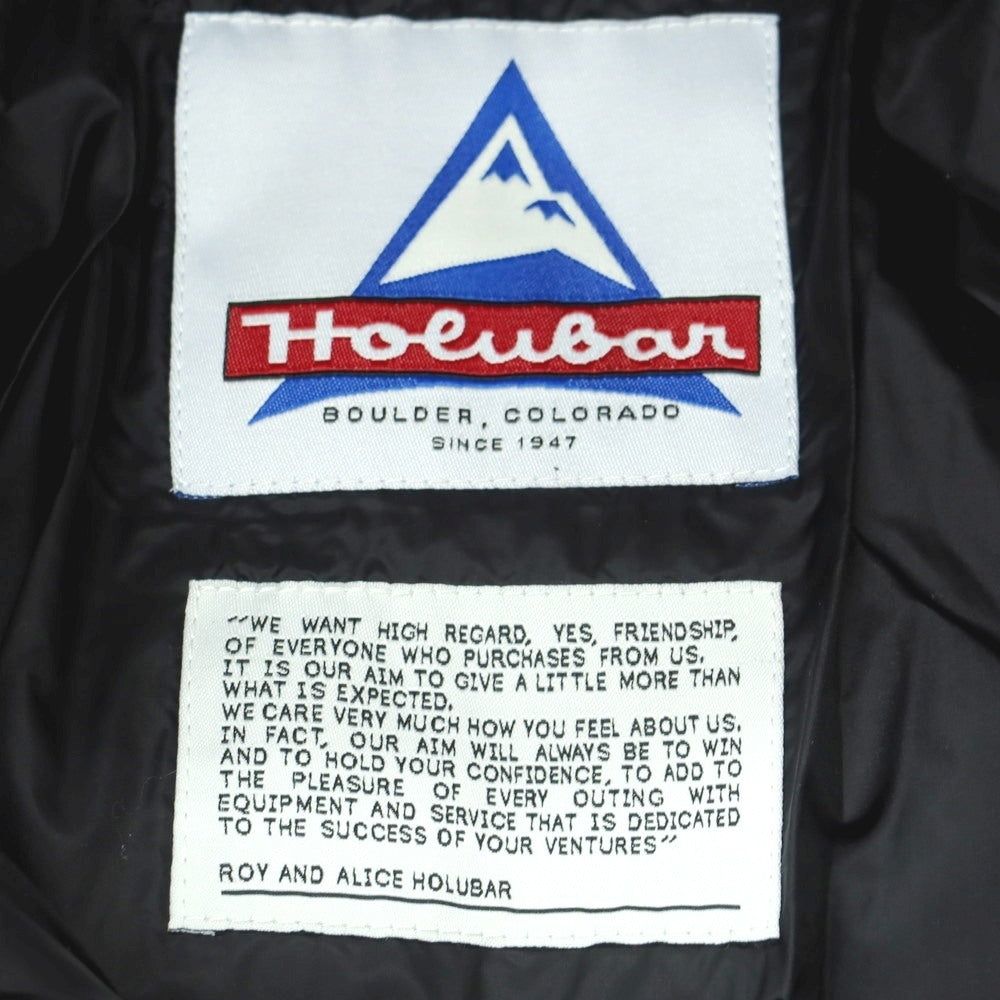 Holubar
BOULDER, COLORADO
SINCE 1947
"WE WANT HIGH REGARD, YES, FRIENDSHIP,
OF EVERYONE WHO PURCHASES FROM US.
IT IS OUR AIM TO GIVE A LITTLE MORE THAN
WHAT IS EXPECTED.
WE CARE VERY MUCH HOW YOU FEEL ABOUT US.
IN FACT, OUR AIM WILL ALWAYS BE TO WIN
AND TO HOLD YOUR CONFIDENCE, TO ADD TO
THE PLEASURE OF EVERY OUTING WITH
EQUIPMENT AND SERVICE THAT IS DEDICATED
TO THE SUCCESS OF YOUR VENTURES"
ROY AND ALICE HOLUBAR